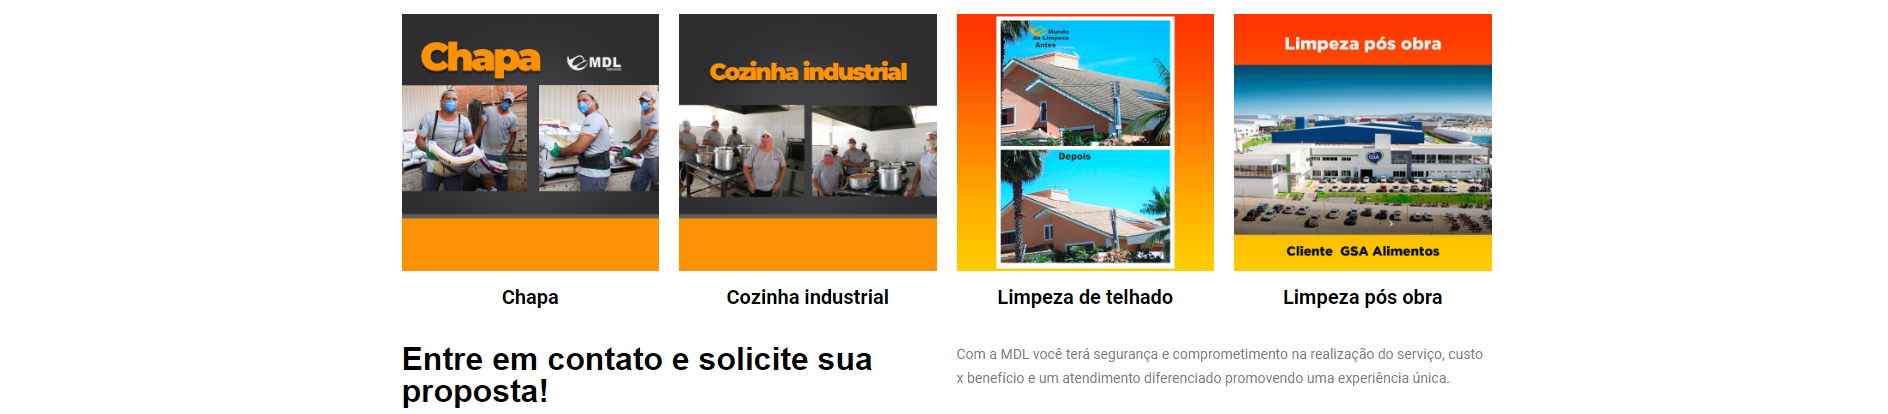 Chapa
MDL
Cozinha industrial
Mundo
da Limpeza
Antes
Depois
Limpeza pós obra
GSA
Cliente GSA Alimentos
Chapa
Cozinha industrial
Limpeza de telhado
Limpeza pós obra
Entre em contato e solicite sua
proposta!
Com a MDL você terá segurança e comprometimento na realização do serviço, custo
x benefício e um atendimento diferenciado promovendo uma experiência única.